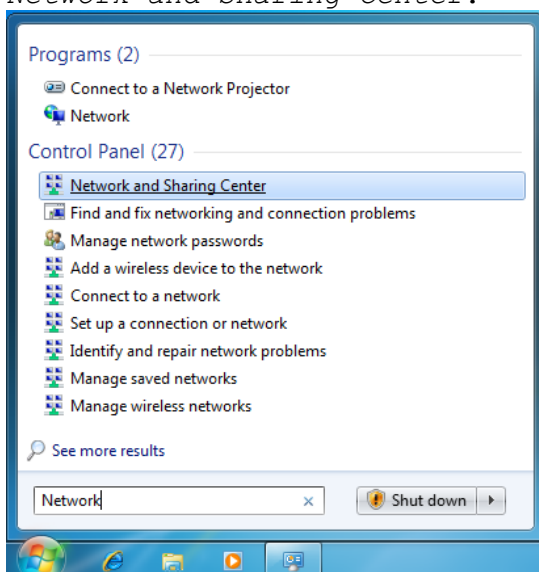 Network and Sharing Center.
Programs (2)
Connect to a Network Projector
Network
Control Panel (27)
Network and Sharing Center
Find and fix networking and connection problems
Manage network passwords
Add a wireless device to the network
Connect to a network
Set up a connection or network
Identify and repair network problems
Manage saved networks
Manage wireless networks
See more results
Network
Shut down